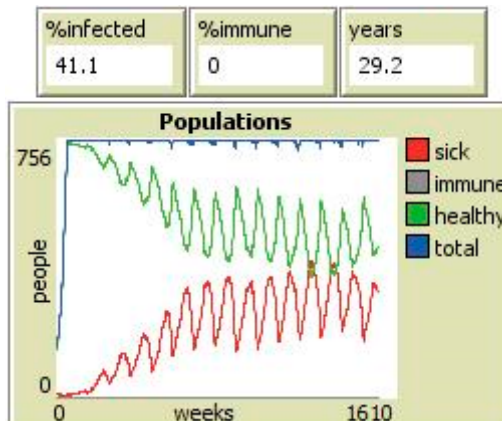 %infected %immune years
41.1 0 29.2
Populations
756
people
0
0 weeks 1610
sick
immune
healthy
total